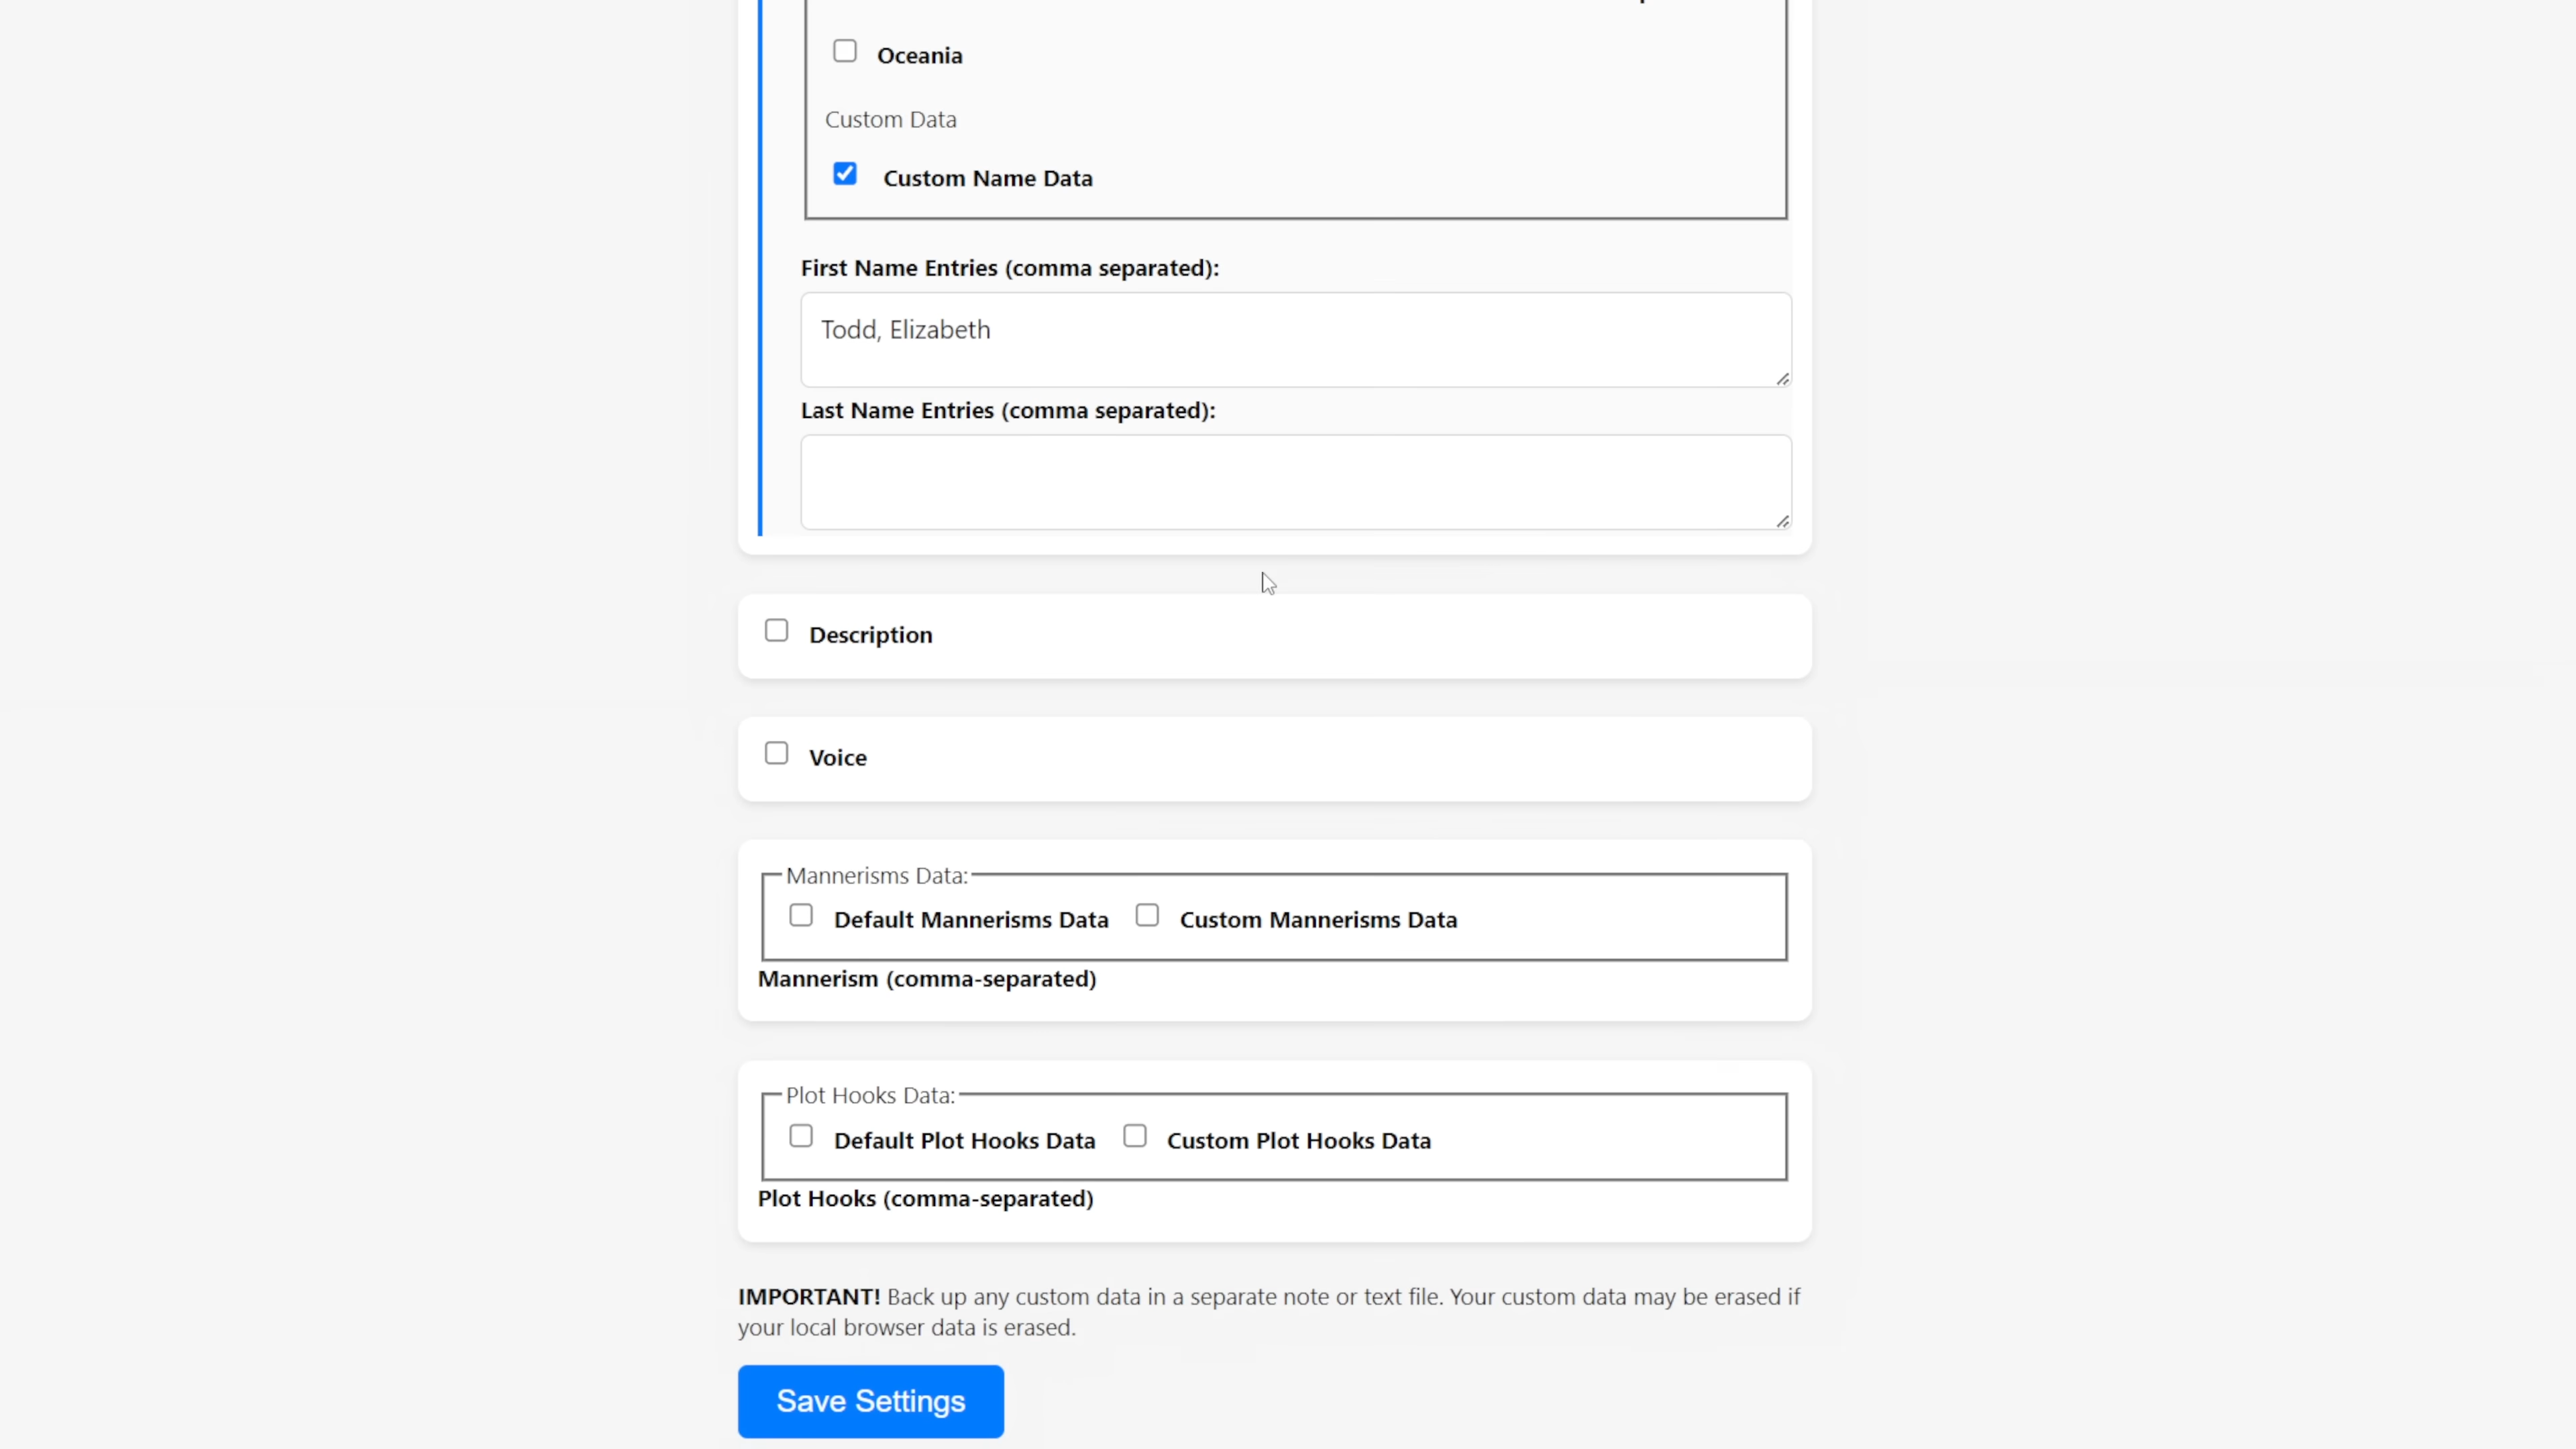 Oceania
Custom Data
Custom Name Data
First Name Entries (comma separated):
Todd, Elizabeth
Last Name Entries (comma separated):
Description
Voice
Mannerisms Data:
Default Mannerisms Data Custom Mannerisms Data
Mannerism (comma-separated)
Plot Hooks Data:
Default Plot Hooks Data Custom Plot Hooks Data
Plot Hooks (comma-separated)
IMPORTANT! Back up any custom data in a separate note or text file. Your custom data may be erased if
your local browser data is erased.
Save Settings